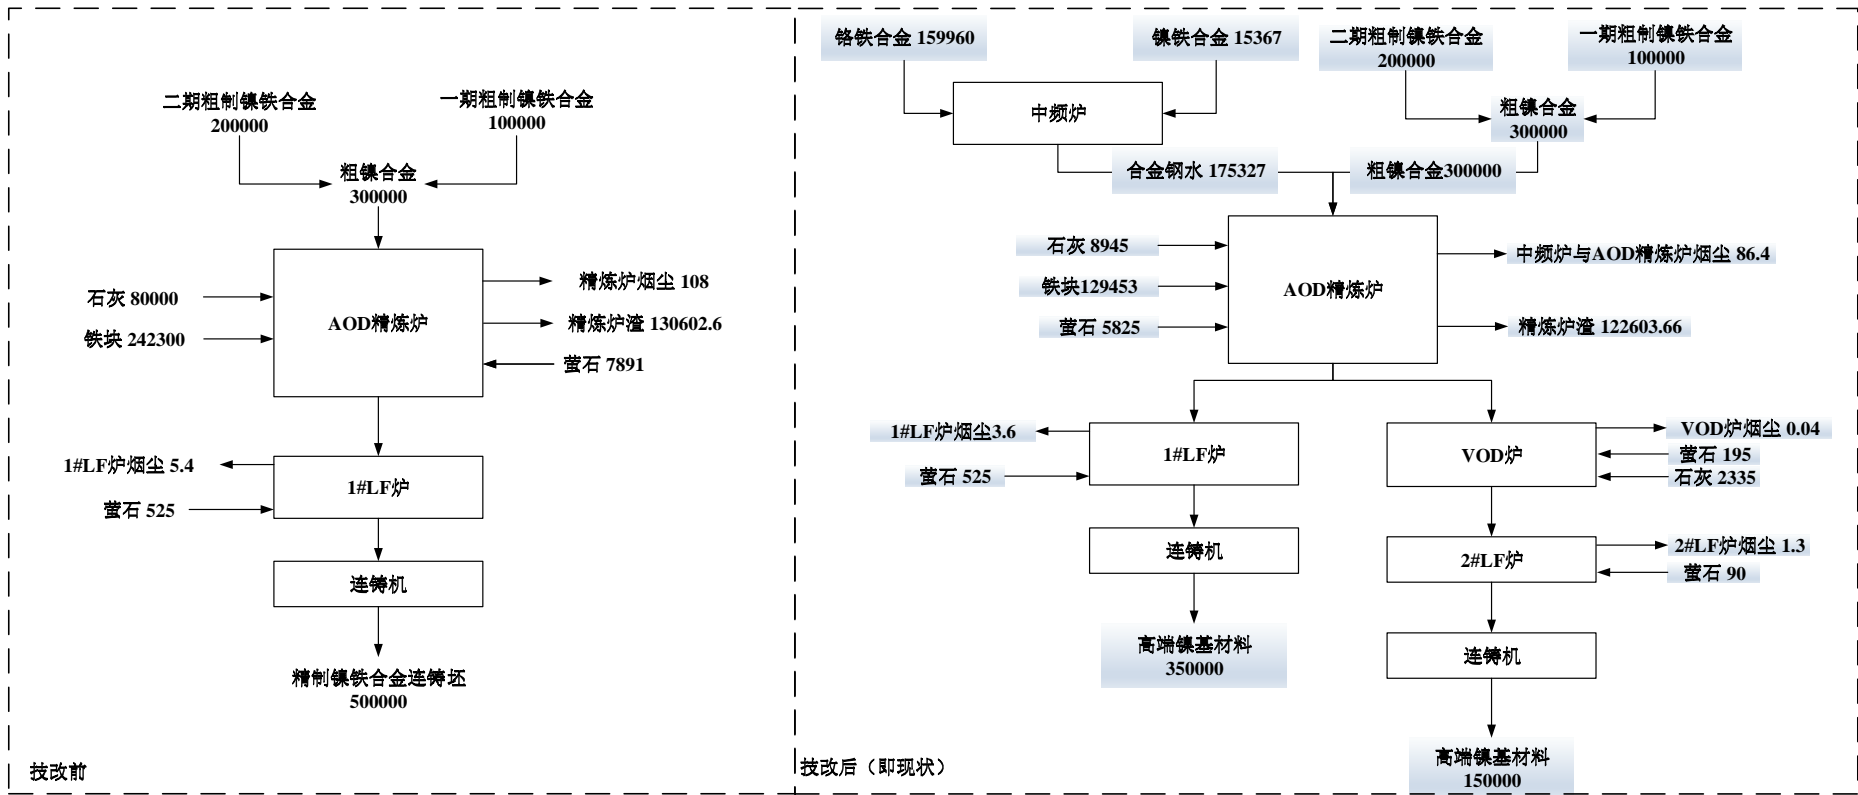 二期粗制镍铁合金
200000
一期粗制镍铁合金
100000
粗镍合金
300000
石灰 80000
铁块 242300
AOD精炼炉
精炼炉烟尘 108
精炼炉渣 130602.6
萤石 7891
1#LF炉烟尘 5.4
萤石 525
1#LF炉
连铸机
精制镍铁合金连铸坯
500000
技改前
铬铁合金 159960
镍铁合金 15367
中频炉
二期粗制镍铁合金
200000
一期粗制镍铁合金
100000
粗镍合金
300000
合金钢水 175327
粗镍合金300000
石灰 8945
铁块129453
萤石 5825
AOD精炼炉
中频炉与AOD精炼炉烟尘 86.4
精炼炉渣 122603.66
1#LF炉烟尘3.6
萤石 525
1#LF炉
连铸机
高端镍基材料
350000
VOD炉
VOD炉烟尘 0.04
萤石 195
石灰 2335
2#LF炉
2#LF炉烟尘 1.3
萤石 90
连铸机
高端镍基材料
150000
技改后（即现状）